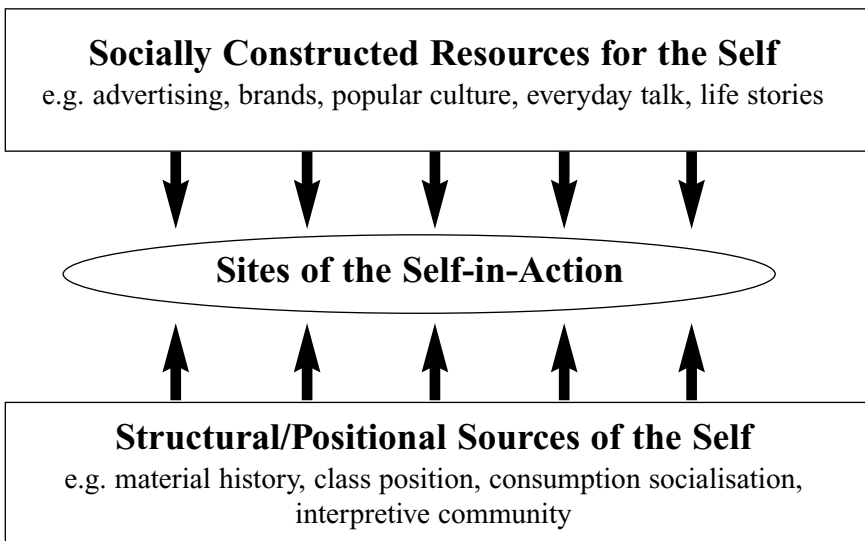 Socially Constructed Resources for the Self
e.g. advertising, brands, popular culture, everyday talk, life stories
Sites of the Self-in-Action
Structural/Positional Sources of the Self
e.g. material history, class position, consumption socialisation,
interpretive community